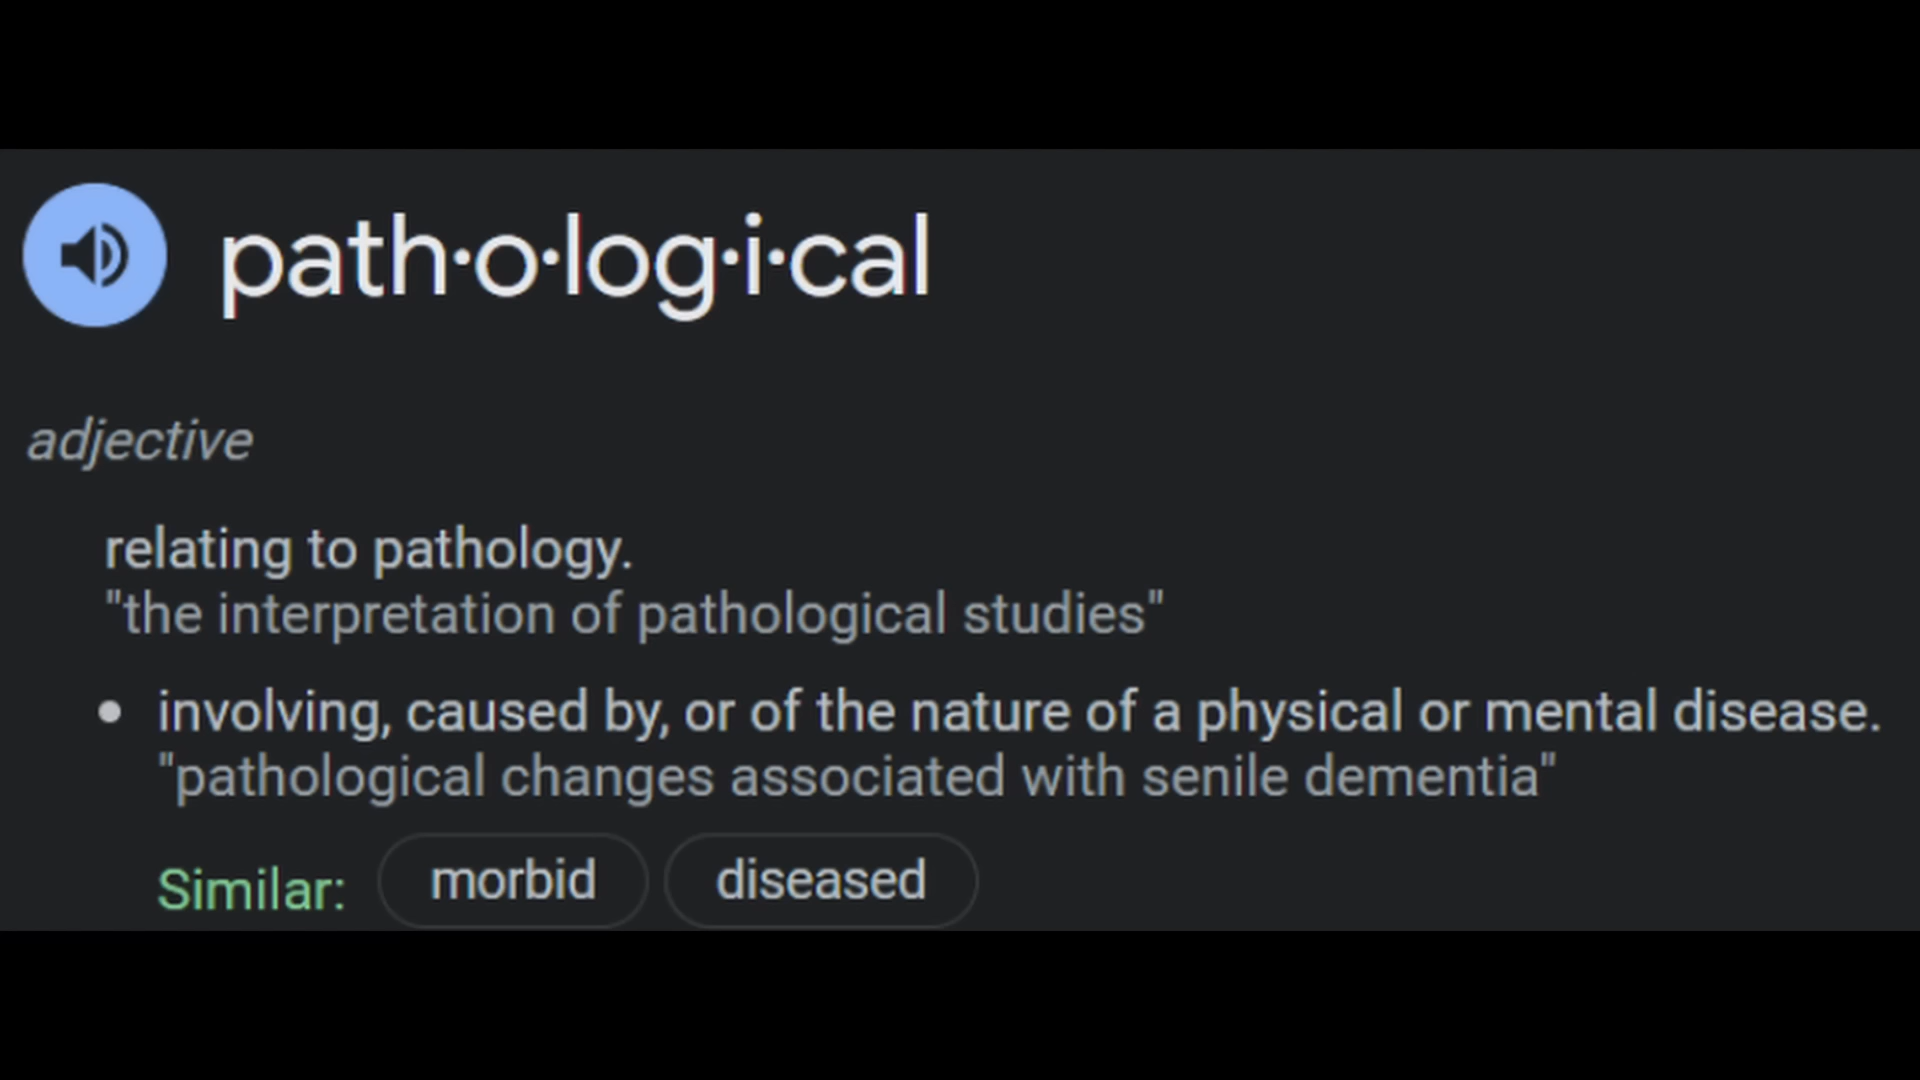 path·o·log·i·cal
adjective
relating to pathology.
"the interpretation of pathological studies"
• involving, caused by, or of the nature of a physical or mental disease.
"pathological changes associated with senile dementia"
Similar: morbid diseased